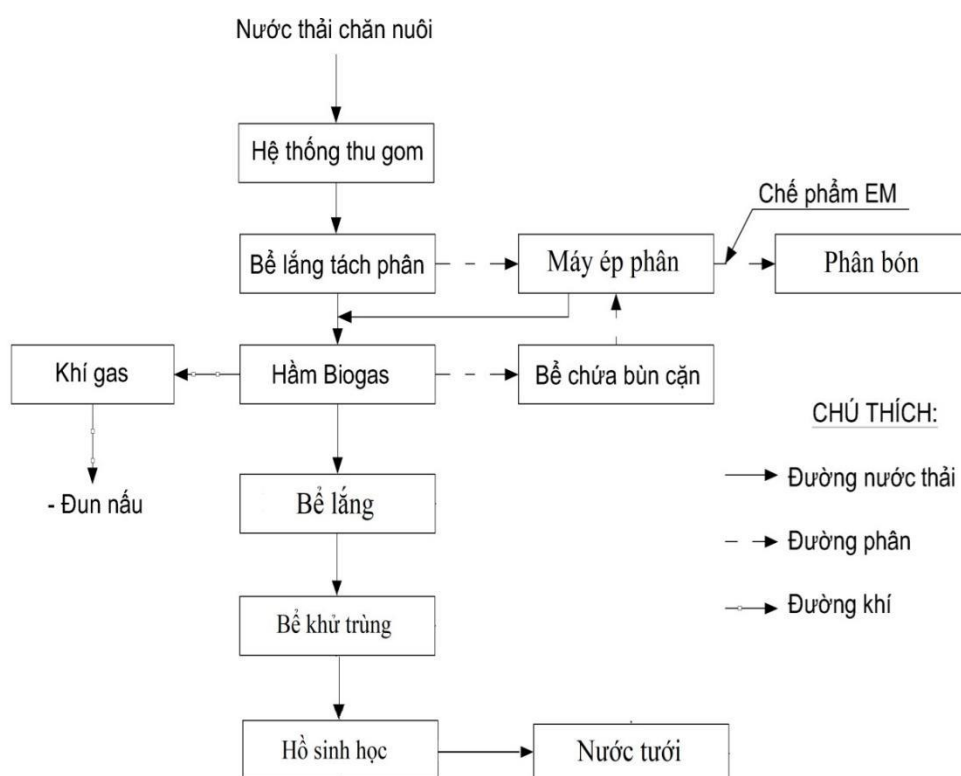 Nước thải chăn nuôi
Hệ thống thu gom
Chế phẩm EM
Bể lắng tách phân
Máy ép phân
Phân bón
Khí gas
Hầm Biogas
Bể chứa bùn cặn
CHÚ THÍCH:
Đường nước thải
- Đun nấu
Bể lắng
Đường phân
Đường khí
Bể khử trùng
Hồ sinh học
Nước tưới